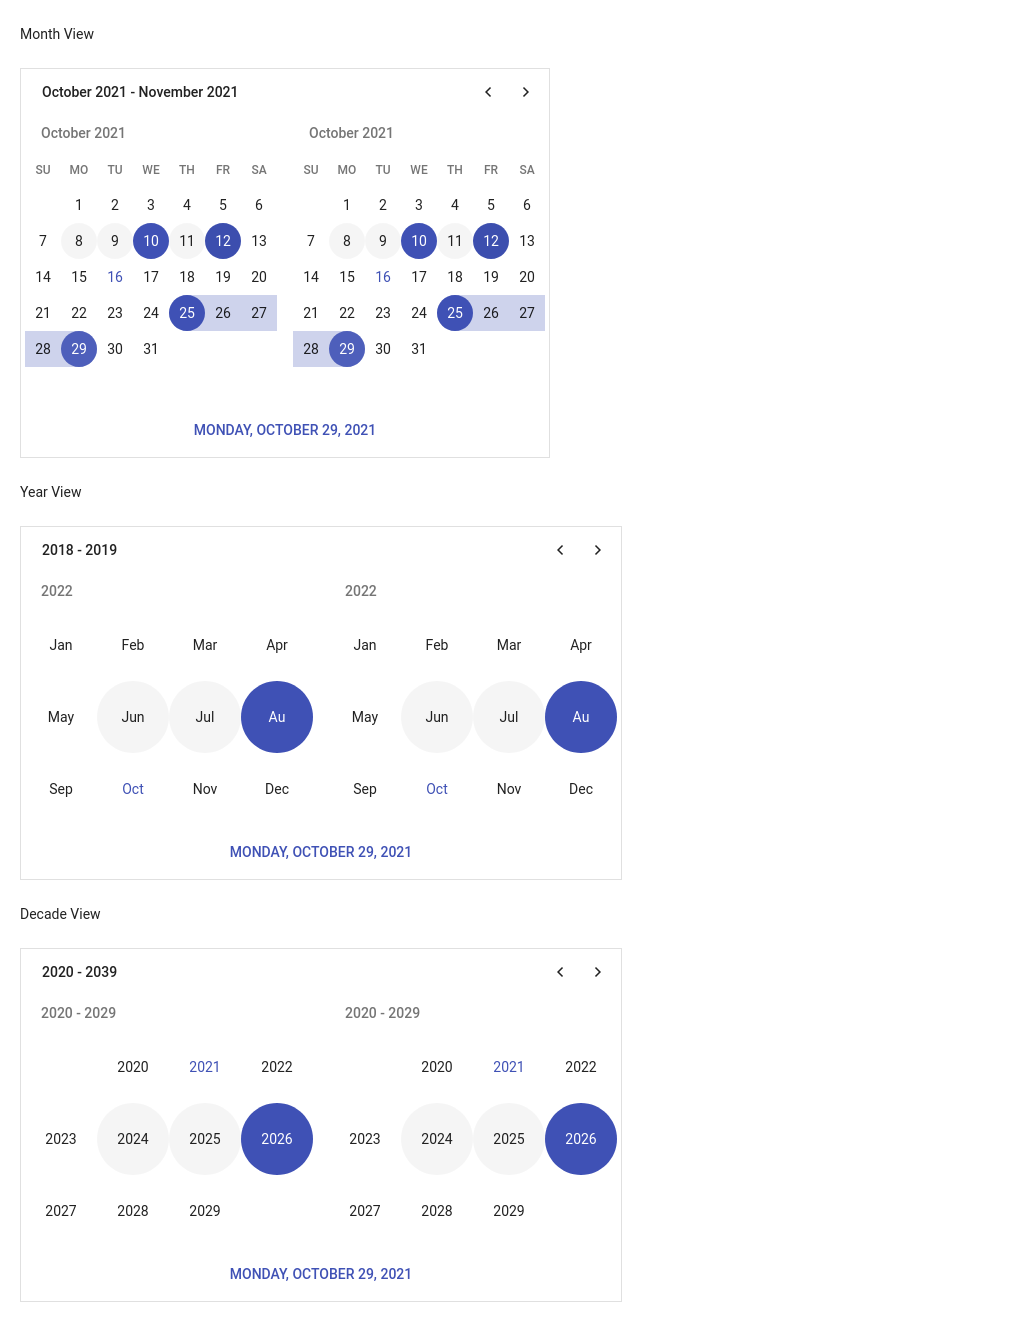 Month View
October 2021 - November 2021
October 2021 October 2021
SU MO TU WE TH FR SA SU MO TU WE TH FR SA
1 2 3 4 5 6 1 2 3 4 5 6
7 8 9 10 11 12 13 7 8 9 10 11 12 13
14 15 16 17 18 19 20 14 15 16 17 18 19 20
21 22 23 24 25 26 27 21 22 23 24 25 26 27
28 29 30 31 28 29 30 31
MONDAY, OCTOBER 29, 2021
Year View
2018 - 2019
2022 2022
Jan Feb Mar Apr Jan Feb Mar Apr
May Jun Jul Au May Jun Jul Au
Sep Oct Nov Dec Sep Oct Nov Dec
MONDAY, OCTOBER 29, 2021
Decade View
2020 - 2039
2020 - 2029 2020 - 2029
2020 2021 2022 2020 2021 2022
2023 2024 2025 2026 2023 2024 2025 2026
2027 2028 2029 2027 2028 2029
MONDAY, OCTOBER 29, 2021